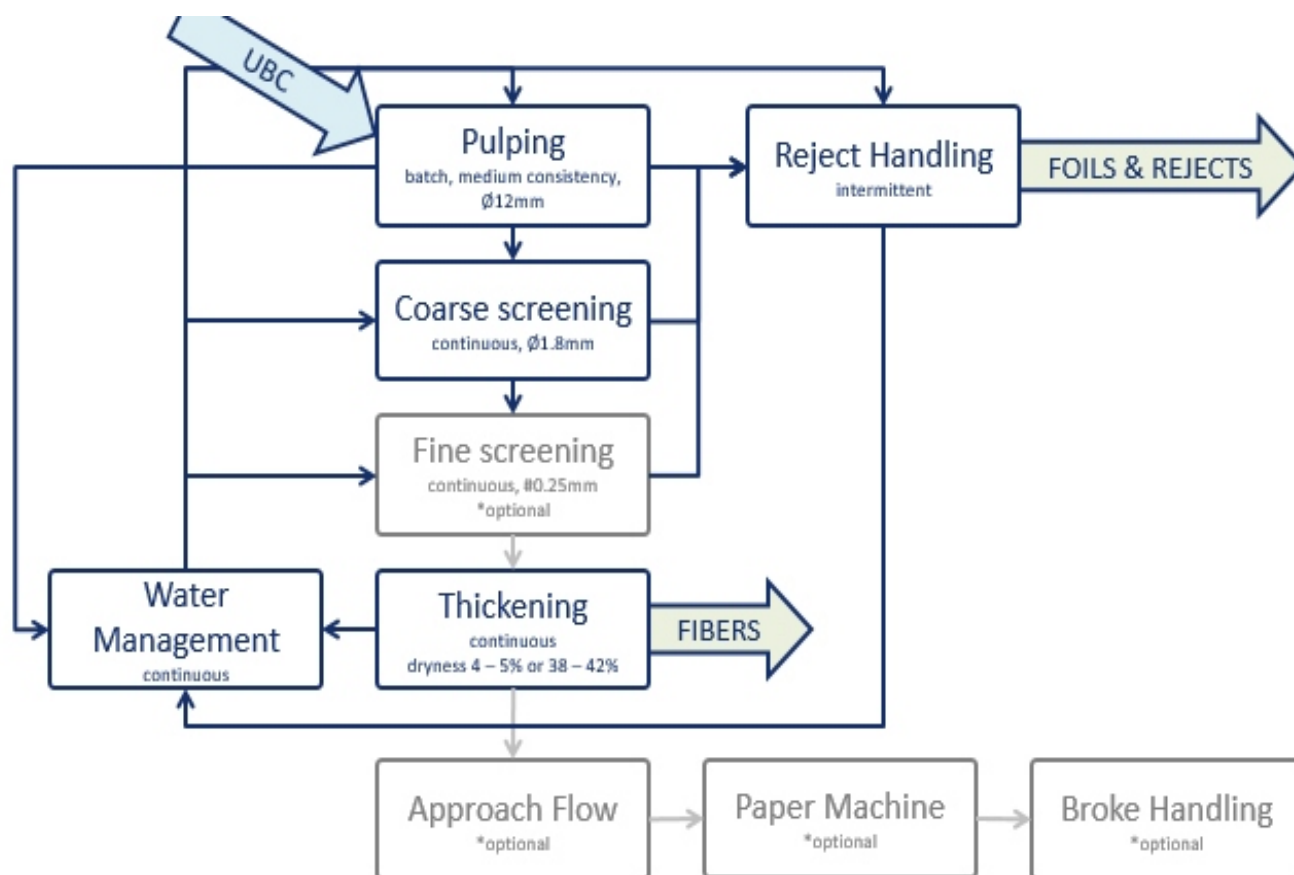 UBC
Pulping
batch, medium consistency,
Ø12mm
Reject Handling
intermittent
FOILS & REJECTS
Coarse screening
continuous, Ø1.8mm
Fine screening
continuous, #0.25mm
*optional
Water
Management
continuous
Thickening
continuous
dryness 4 – 5% or 38 – 42%
FIBERS
Approach Flow
*optional
Paper Machine
*optional
Broke Handling
*optional